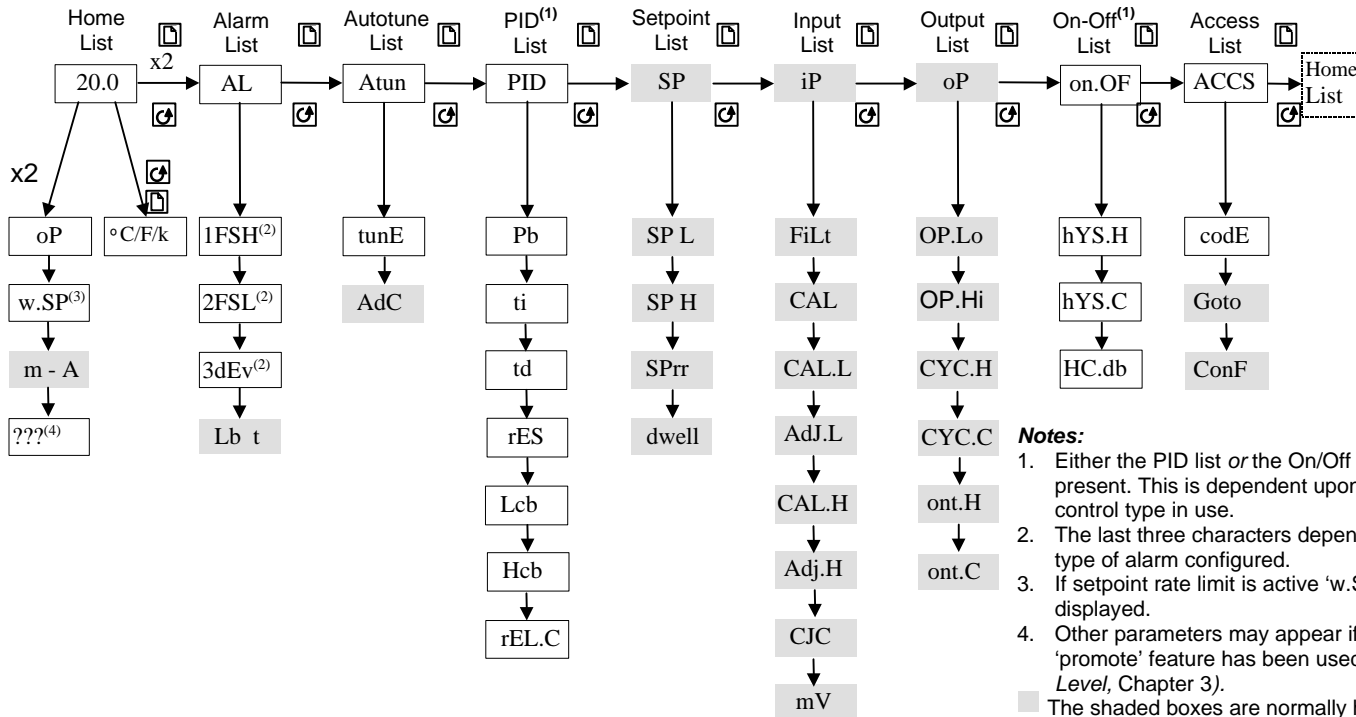 Home List
Alarm List
Autotune List
PID(1) List
Setpoint List
Input List
Output List
On-Off(1) List
Access List
20.0
x2
AL
Atun
PID
SP
iP
oP
on.OF
ACCS
Home List
x2
oP
°C/F/k
1FSH(2)
tunE
Pb
SP L
FiLt
OP.Lo
hYS.H
codE
w.SP(3)
2FSL(2)
AdC
ti
SP H
CAL
OP.Hi
hYS.C
Goto
m - A
3dEv(2)
td
SPrr
CAL.L
CYC.H
HC.db
ConF
???(4)
Lb t
rES
dwell
AdJ.L
CYC.C
Lcb
CAL.H
ont.H
Hcb
Adj.H
ont.C
rEL.C
CJC
mV
Notes:
1. Either the PID list or the On/Off
present. This is dependent upon
control type in use.
2. The last three characters depen
type of alarm configured.
3. If setpoint rate limit is active ‘w.S
displayed.
4. Other parameters may appear if
‘promote’ feature has been used
Level, Chapter 3).
The shaded boxes are normally